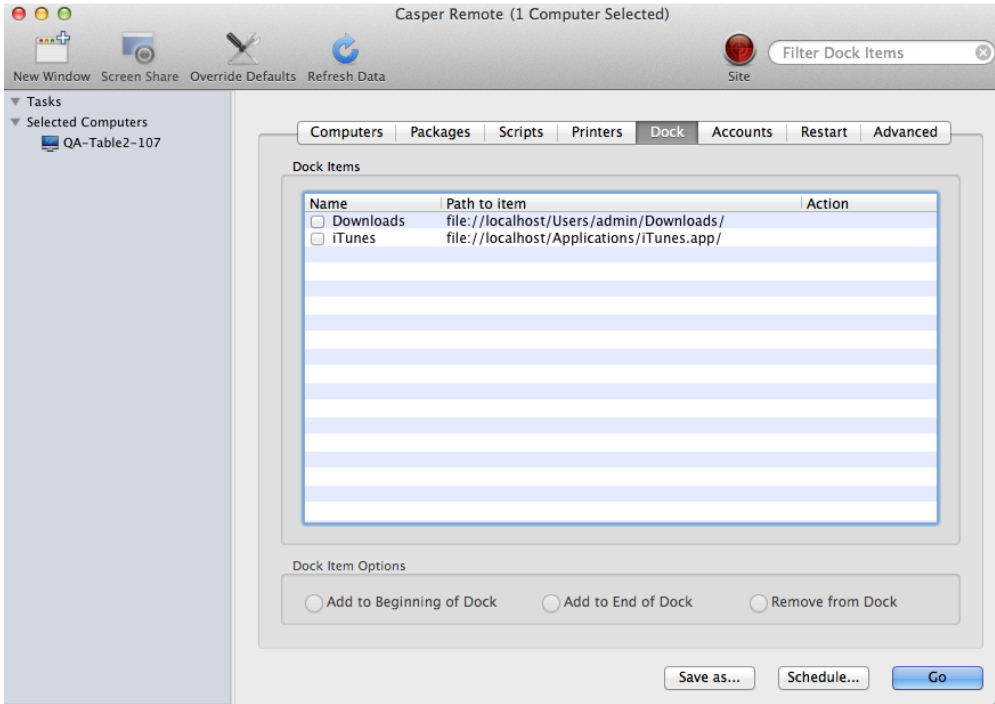 Casper Remote (1 Computer Selected)
New Window Screen Share Override Defaults Refresh Data Site Filter Dock Items
Tasks
Selected Computers
QA-Table2-107
Computers Packages Scripts Printers Dock Accounts Restart Advanced
Dock Items
Name Path to item Action
Downloads file://localhost/Users/admin/Downloads/
iTunes file://localhost/Applications/iTunes.app/
Dock Item Options
Add to Beginning of Dock Add to End of Dock Remove from Dock
Save as... Schedule... Go